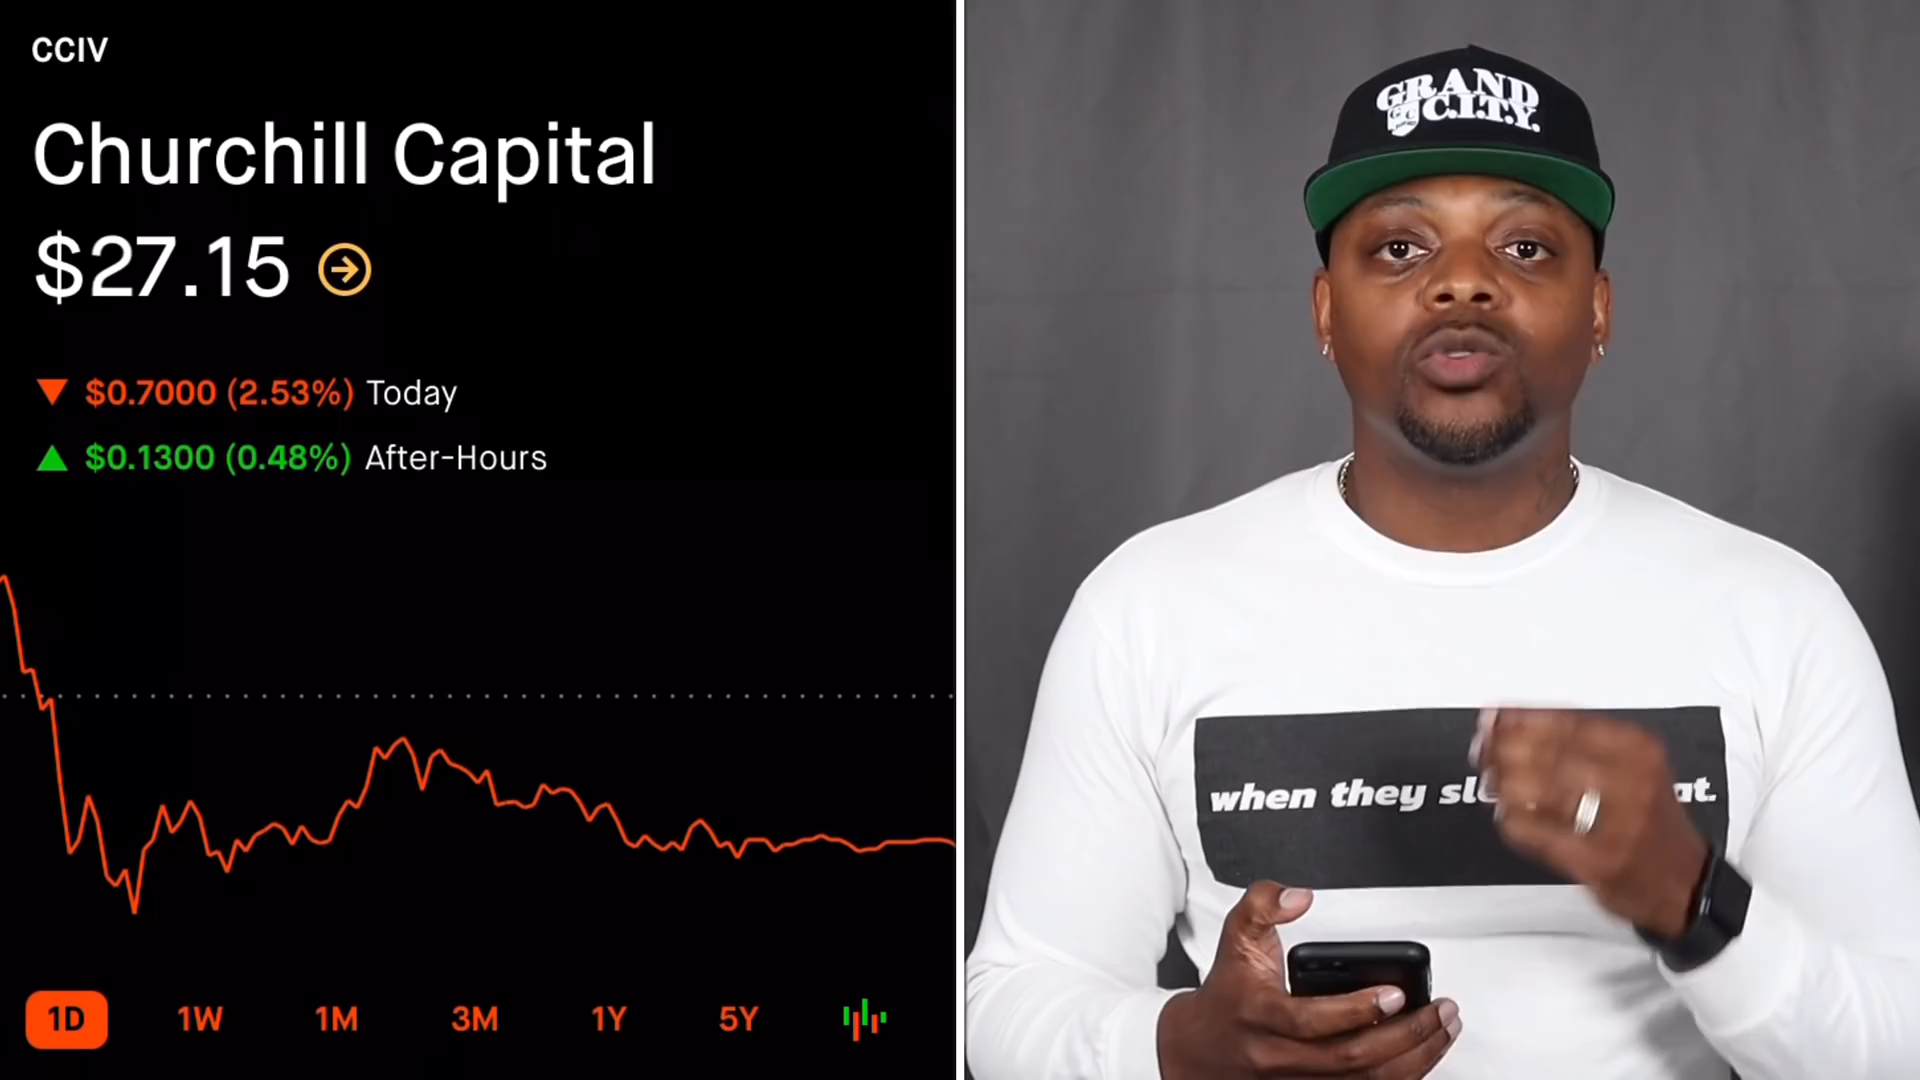 CCIV
Churchill Capital
$27.15
$0.7000 (2.53%) Today
$0.1300 (0.48%) After-Hours
1D 1W 1M 3M 1Y 5Y
GRAND
C.I.T.Y.
when they at.